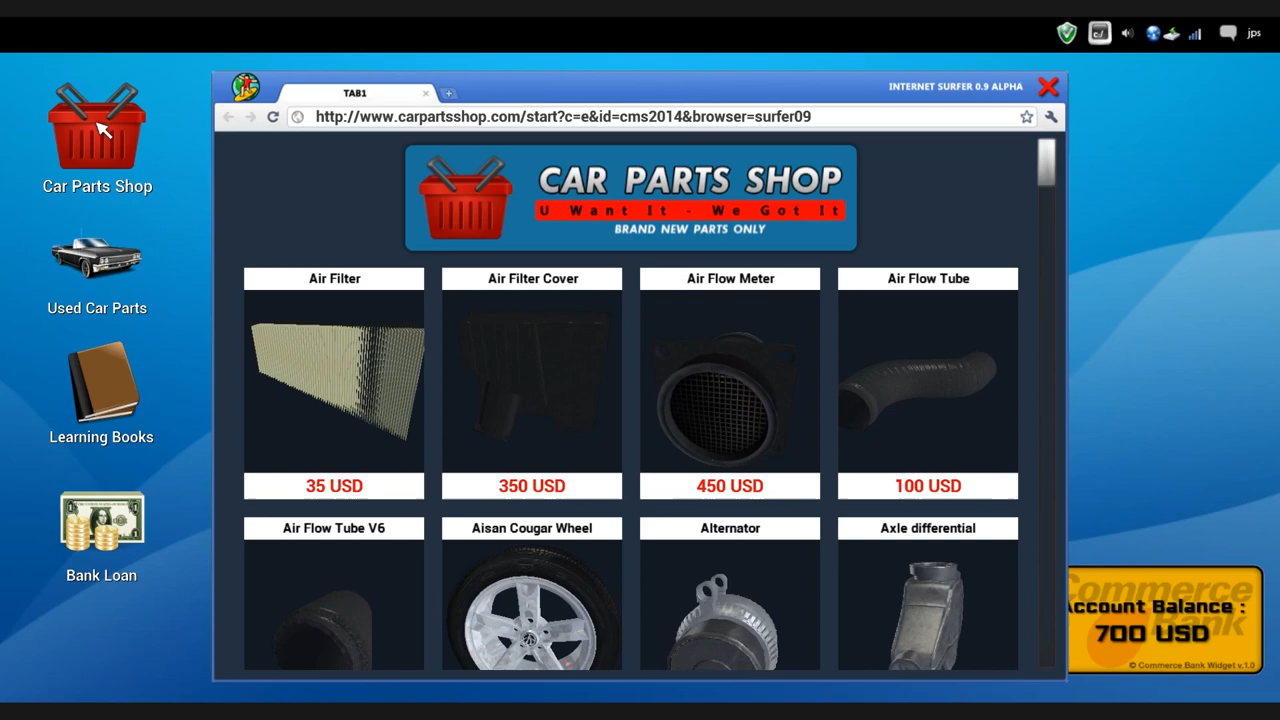 jps
TAB1
INTERNET SURFER 0.9 ALPHA
http://www.carpartsshop.com/start?c=e&id=cms2014&browser=surfer09
Car Parts Shop
Used Car Parts
Learning Books
Bank Loan
CAR PARTS SHOP
U Want It - We Got It
BRAND NEW PARTS ONLY
Air Filter
Air Filter Cover
Air Flow Meter
Air Flow Tube
35 USD
350 USD
450 USD
100 USD
Air Flow Tube V6
Aisan Cougar Wheel
Alternator
Axle differential
Commerce
Bank
Account Balance :
700 USD
© Commerce Bank Widget v.1.0